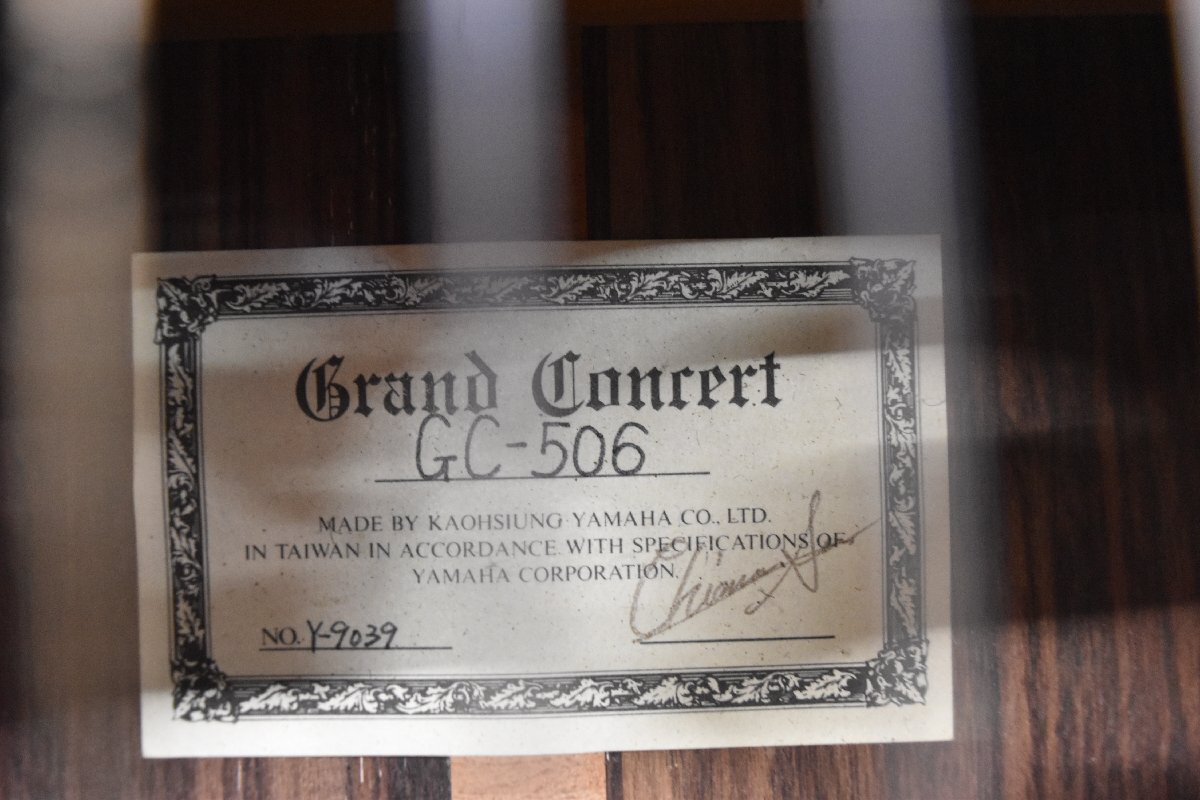 Grand Concert
GC-506
MADE BY KAOHSIUNG YAMAHA CO., LTD.
IN TAIWAN IN ACCORDANCE WITH SPECIFICATIONS OF
YAMAHA CORPORATION.
NO. Y-9039